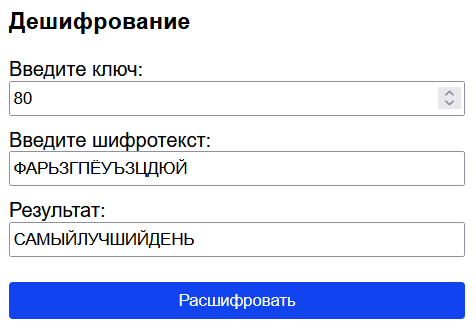 Дешифрование
Введите ключ:
80
Введите шифротекст:
ФАРЬЗГПЁУЪЗЦДЮЙ
Результат:
САМЫЙЛУЧШИЙДЕНЬ
Расшифровать